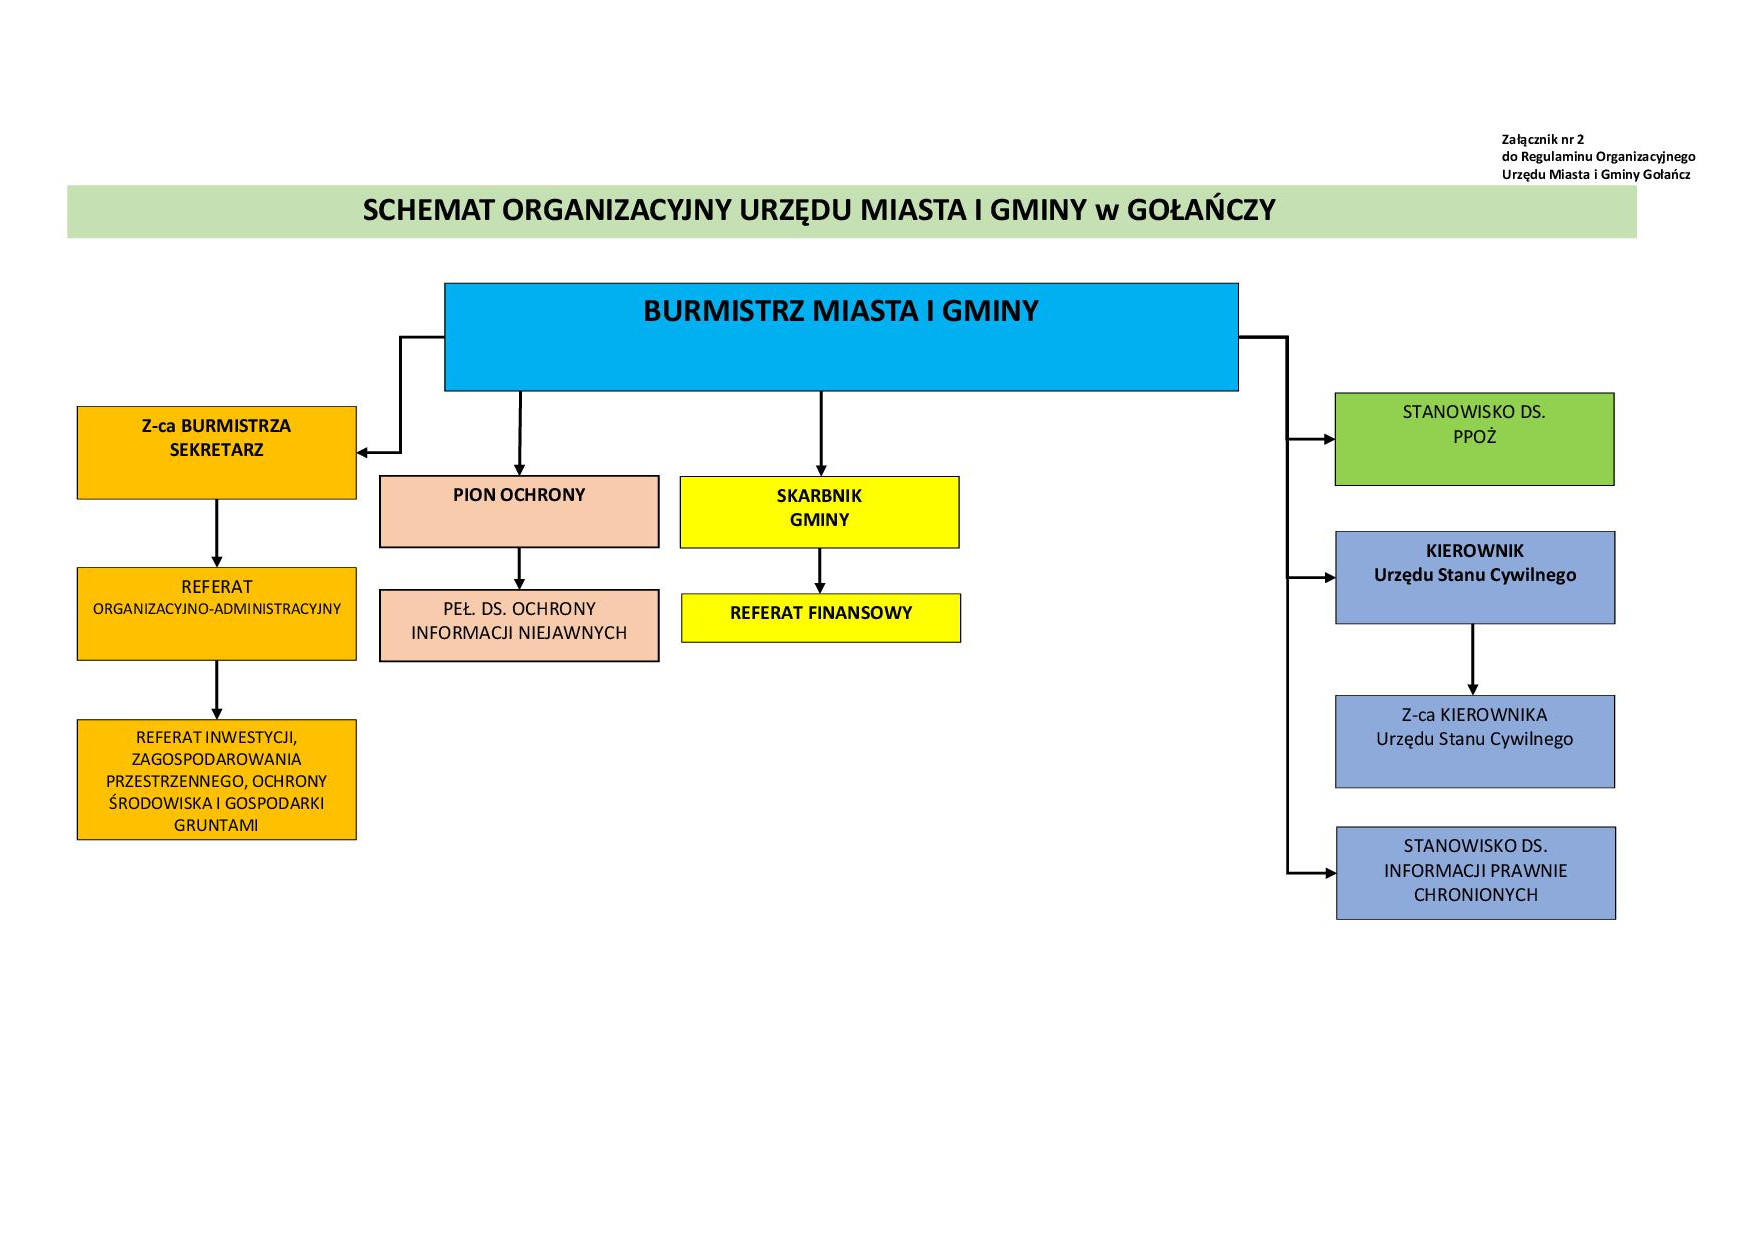 Załącznik nr 2
do Regulaminu Organizacyjnego
Urzędu Miasta i Gminy Gołańcz
SCHEMAT ORGANIZACYJNY URZĘDU MIASTA I GMINY w GOŁAŃCZY
BURMISTRZ MIASTA I GMINY
Z-ca BURMISTRZA
SEKRETARZ
REFERAT
ORGANIZACYJNO-ADMINISTRACYJNY
REFERAT INWESTYCJI,
ZAGOSPODAROWANIA
PRZESTRZENNEGO, OCHRONY
ŚRODOWISKA I GOSPODARKI
GRUNTAMI
PION OCHRONY
PEŁ. DS. OCHRONY
INFORMACJI NIEJAWNYCH
SKARBNIK
GMINY
REFERAT FINANSOWY
STANOWISKO DS.
PPOŻ
KIEROWNIK
Urzędu Stanu Cywilnego
Z-ca KIEROWNIKA
Urzędu Stanu Cywilnego
STANOWISKO DS.
INFORMACJI PRAWNIE
CHRONIONYCH